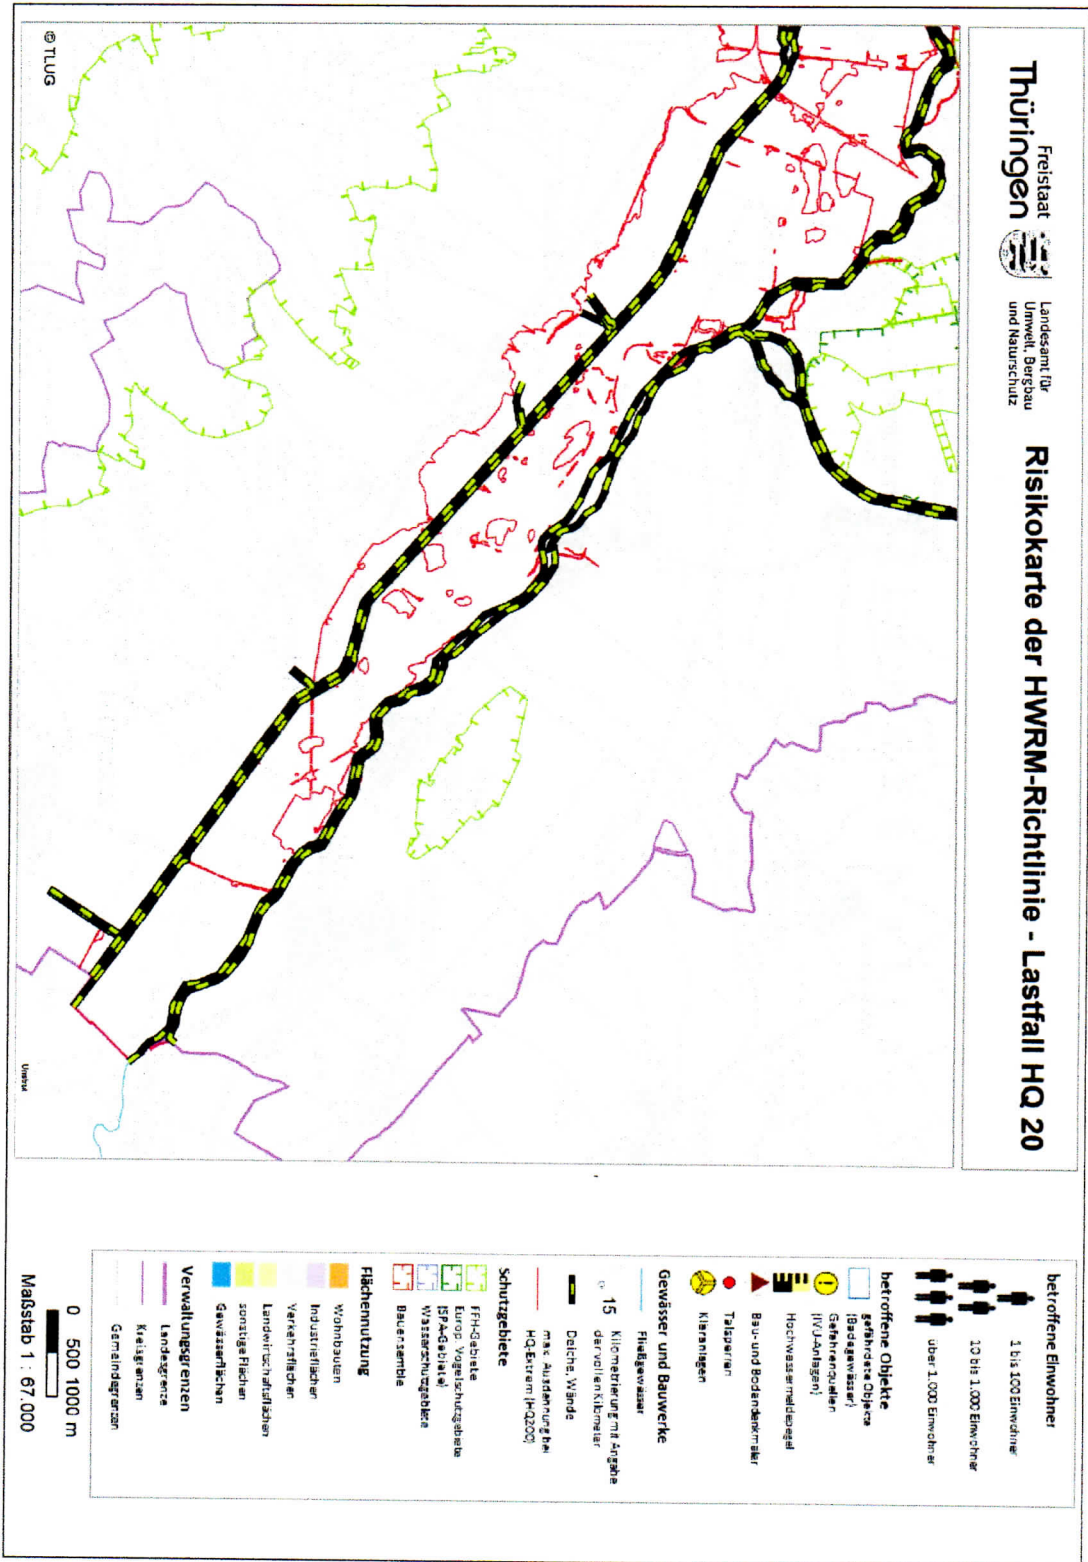 Freistaat
Thüringen
Landesamt für
Umwelt, Bergbau
und Naturschutz
Risikokarte der HWRM-Richtlinie - Lastfall HQ 20
© TLUG
Unstrut
betroffene Einwohner
1 bis 100 Einwohner
10 bis 1.000 Einwohner
über 1.000 Einwohner
betroffene Objekte
gefährdete Objekte
(Badegewässer)
Gefahrenquellen
(IVU-Anlagen)
Hochwassermeldepegel
Bau- und Bodendenkmäler
Talsperren
Kläranlagen
Gewässer und Bauwerke
Fließgewässer
15
Kilometrierung mit Angabe
der vollen Kilometer
Deiche, Wände
max. Ausdehnung bei
HQ-Extrem (HQ200)
Schutzgebiete
FFH-Gebiete
Europ. Vogelschutzgebiete
(SPA-Gebiete)
Wasserschutzgebiete
Bauensemble
Flächennutzung
Wohnbauten
Industrieflächen
Verkehrsflächen
Landwirtschaftsflächen
sonstige Flächen
Gewässerflächen
Verwaltungsgrenzen
Landesgrenze
Kreisgrenzen
Gemeindegrenzen
0 500 1000 m
Maßstab 1 : 67.000